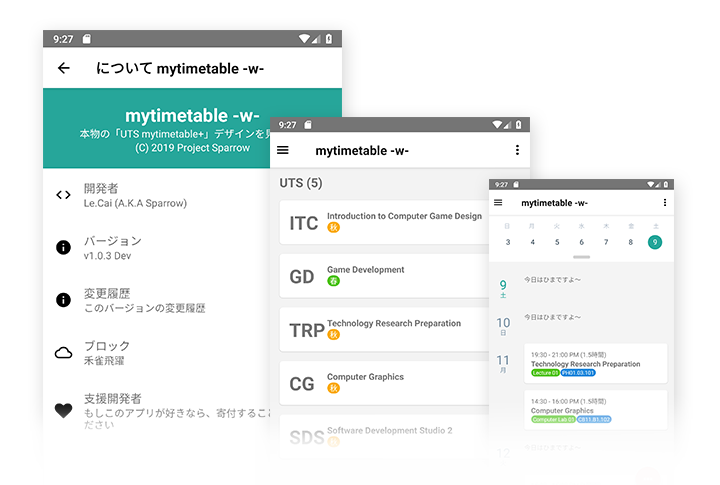 9:27
について mytimetable -w-
mytimetable -w-
本物の「UTS mytimetable+」デザインを見
(C) 2019 Project Sparrow
開発者
Le.Cai (A.K.A Sparrow)
バージョン
v1.0.3 Dev
変更履歴
このバージョンの変更履歴
ブロック
禾雀飛躍
支援開発者
もしこのアプリが好きなら、寄付するこ
ださい
9:27
mytimetable -w-
UTS (5)
ITC
Introduction to Computer Game Design
秋
GD
Game Development
春
TRP
Technology Research Preparation
秋
CG
Computer Graphics
秋
SDS
Software Development Studio 2
9:27
mytimetable -w-
日 月 火 水 木 金 土
3 4 5 6 7 8 9
9
土
今日はひまですよ～
10
日
今日はひまですよ～
11
月
19:30 - 21:00 PM (1.5時間)
Technology Research Preparation
Lecture 01 PH01.03.101
14:30 - 16:00 PM (1.5時間)
Computer Graphics
Computer Lab 01 CB11.B1.102
12